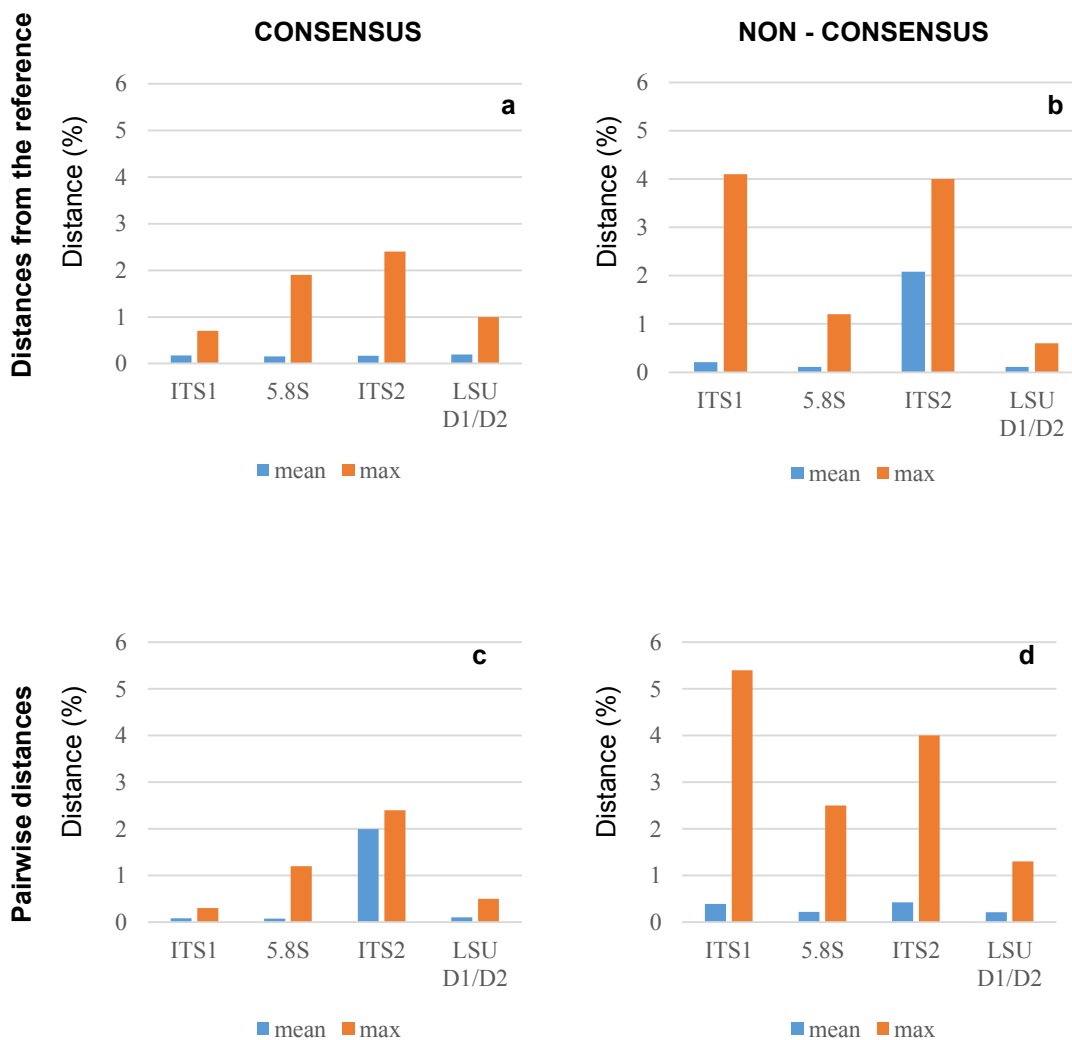 CONSENSUS
NON - CONSENSUS
Distances from the reference
Distance (%)
6
5
4
3
2
1
0
a
ITS1
5.8S
ITS2
LSU
D1/D2
mean
max
Distance (%)
6
5
4
3
2
1
0
b
ITS1
5.8S
ITS2
LSU
D1/D2
mean
max
Pairwise distances
Distance (%)
6
5
4
3
2
1
0
c
ITS1
5.8S
ITS2
LSU
D1/D2
mean
max
Distance (%)
6
5
4
3
2
1
0
d
ITS1
5.8S
ITS2
LSU
D1/D2
mean
max